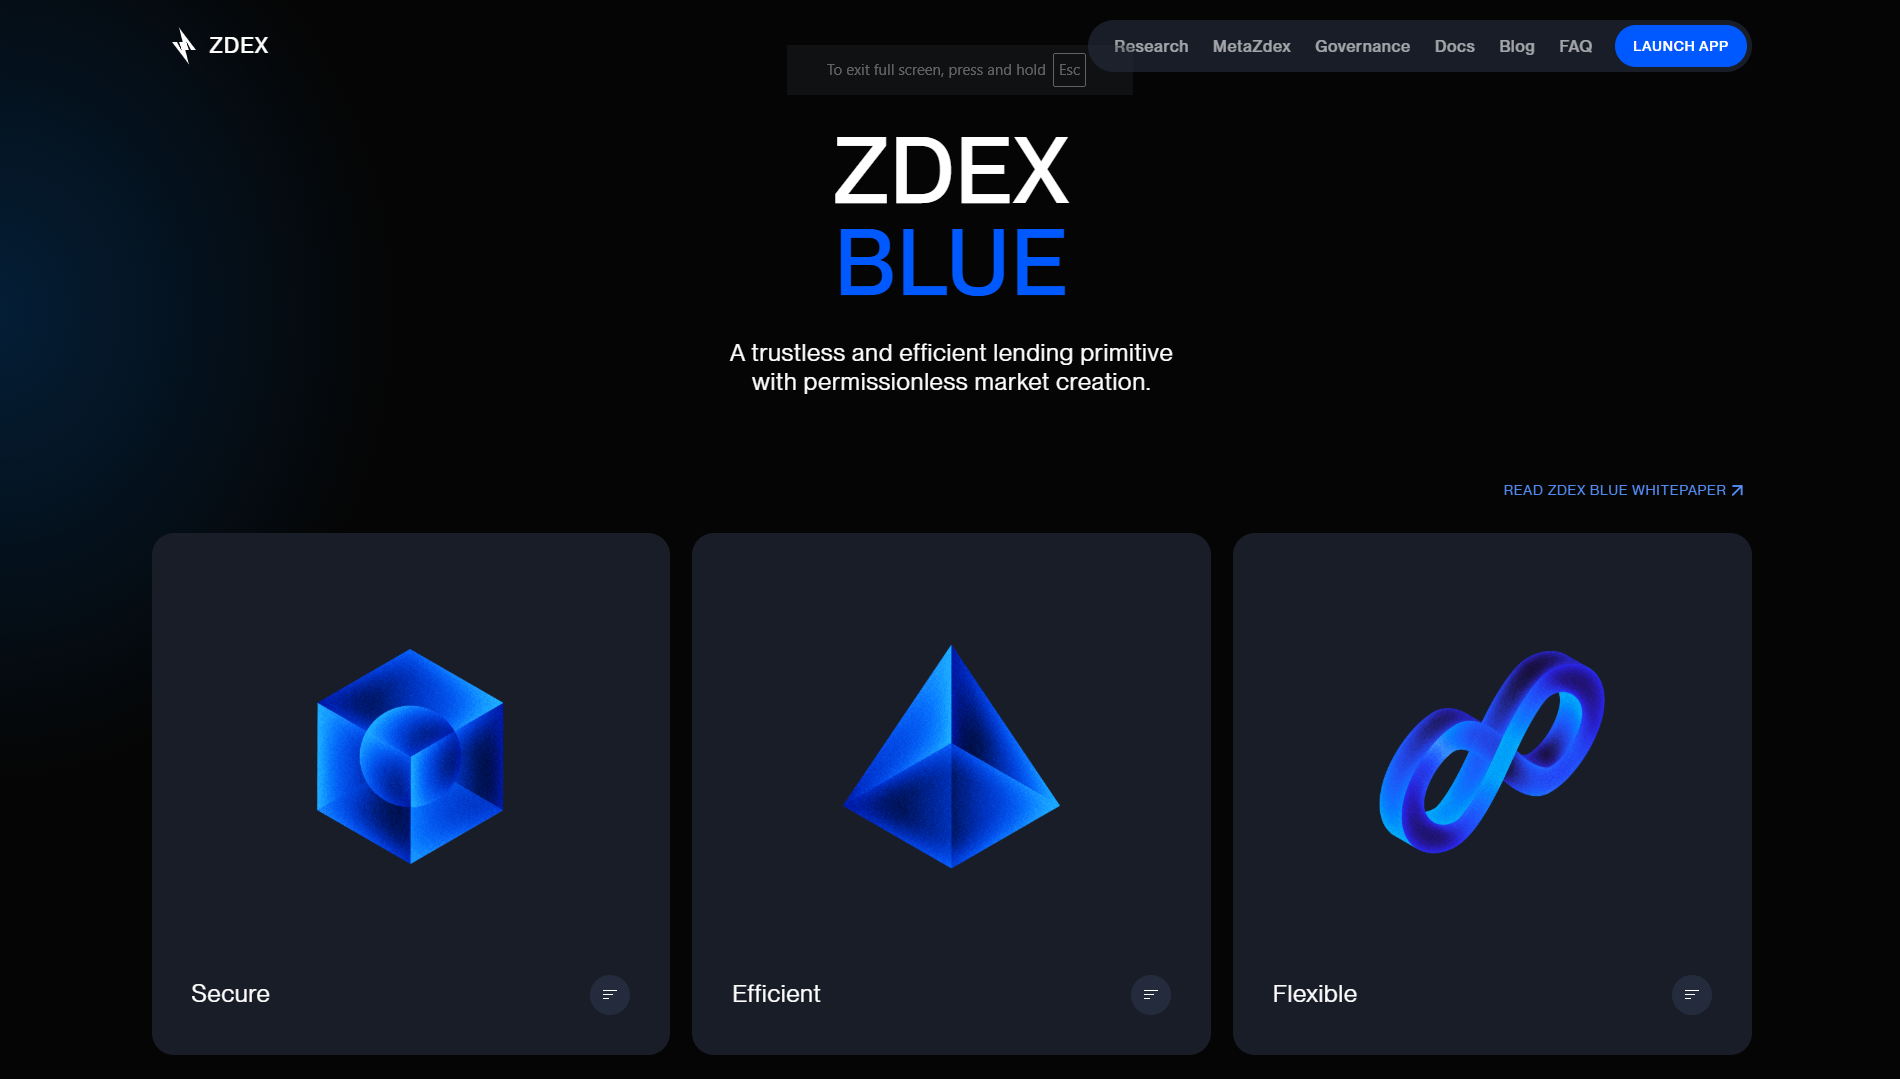 ZDEX
Research MetaZdex Governance Docs Blog FAQ LAUNCH APP
To exit full screen, press and hold Esc
ZDEX
BLUE
A trustless and efficient lending primitive
with permissionless market creation.
READ ZDEX BLUE WHITEPAPER
Secure
Efficient
Flexible